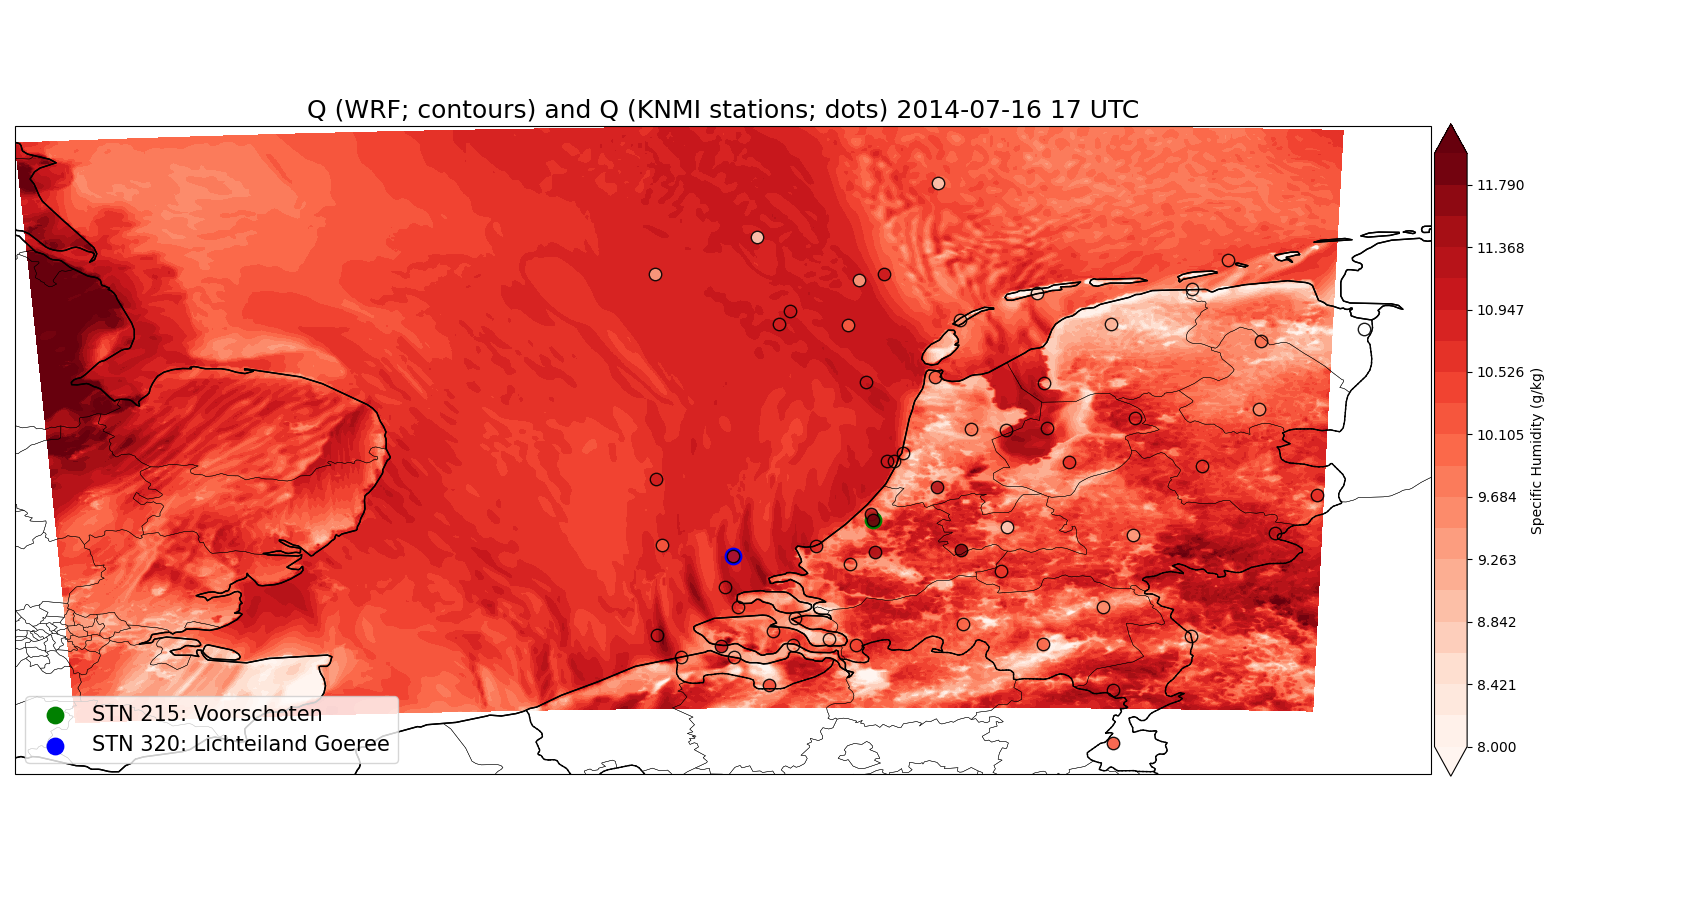 Q (WRF; contours) and Q (KNMI stations; dots) 2014-07-16 17 UTC
11.790
11.368
10.947
10.526
10.105
9.684
9.263
8.842
8.421
8.000
Specific Humidity (g/kg)
STN 215: Voorschoten
STN 320: Lichteiland Goeree